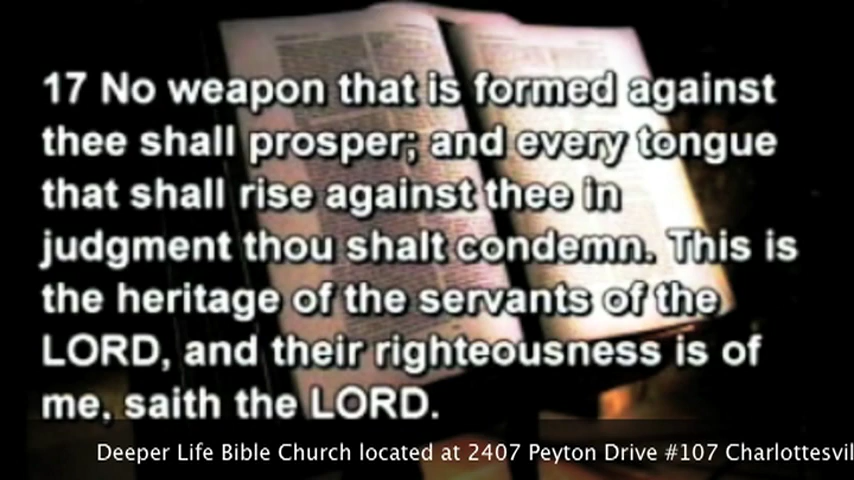 17 No weapon that is formed against
thee shall prosper; and every tongue
that shall rise against thee in
judgment thou shalt condemn. This is
the heritage of the servants of the
LORD, and their righteousness is of
me, saith the LORD.
Deeper Life Bible Church located at 2407 Peyton Drive #107 Charlottesvil